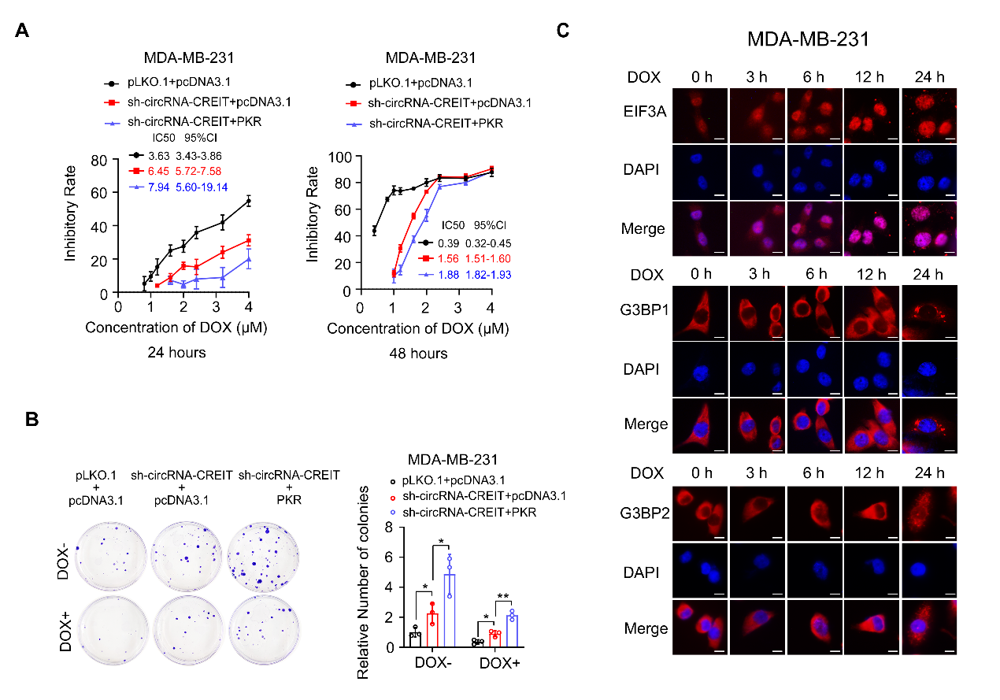 A
MDA-MB-231
pLKO.1+pcDNA3.1
sh-circRNA-CREIT+pcDNA3.1
sh-circRNA-CREIT+PKR
IC50 95%CI
3.63 3.43-3.86
6.45 5.72-7.58
7.94 5.60-19.14
80
60
40
20
0
Inhibitory Rate
0 1 2 3 4
Concentration of DOX (μM)
24 hours
MDA-MB-231
pLKO.1+pcDNA3.1
sh-circRNA-CREIT+pcDNA3.1
sh-circRNA-CREIT+PKR
100
80
60
40
20
0
Inhibitory Rate
IC50 95%CI
0.39 0.32-0.45
1.56 1.51-1.60
1.88 1.82-1.93
0 1 2 3 4
Concentration of DOX (μM)
48 hours
B
pLKO.1
+
pcDNA3.1
sh-circRNA-CREIT
+
pcDNA3.1
sh-circRNA-CREIT
+
PKR
DOX-
DOX+
MDA-MB-231
pLKO.1+pcDNA3.1
sh-circRNA-CREIT+pcDNA3.1
sh-circRNA-CREIT+PKR
Relative Number of colonies
8
6
4
2
0
* * * **
DOX- DOX+
C
MDA-MB-231
DOX 0 h 3 h 6 h 12 h 24 h
EIF3A
DAPI
Merge
DOX 0 h 3 h 6 h 12 h 24 h
G3BP1
DAPI
Merge
DOX 0 h 3 h 6 h 12 h 24 h
G3BP2
DAPI
Merge